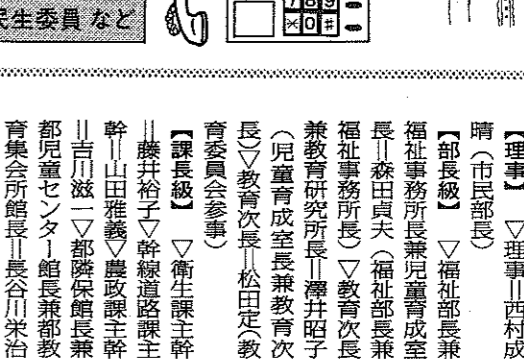 民生委員など
789
×0#
【理事】 ▽理事＝西村成
晴（市民部長）
【部長級】 ▽福祉部長兼
福祉事務所長兼児童育成室
長＝森田貞夫（福祉部長兼
福祉事務所長）▽教育次長
兼教育研究所長＝澤井昭子
（児童育成室長兼教育次
長）▽教育次長＝松田定（教
育委員会参事）
【課長級】 ▽衛生課主幹
＝藤井裕子▽幹線道路課主
幹＝山田雅義▽農政課主幹
＝吉川滋一▽都隣保館長兼
都児童センター館長兼都教
育集会所館長＝長谷川栄治